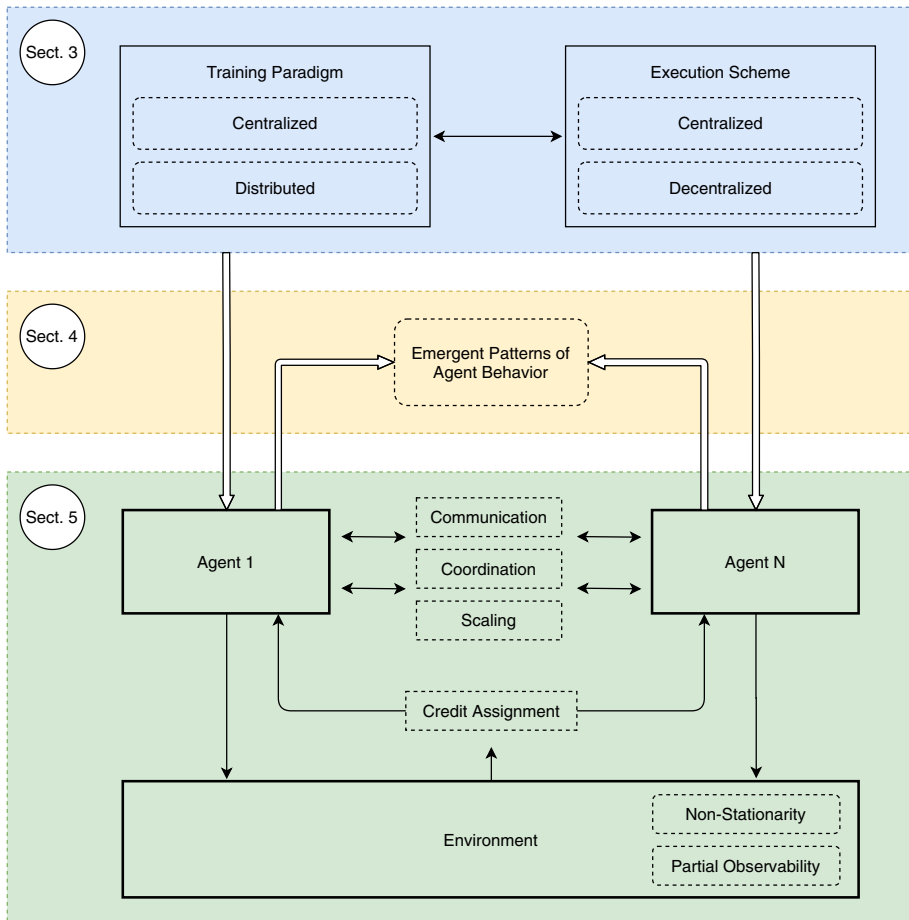 Sect. 3
Training Paradigm
Centralized
Distributed
Execution Scheme
Centralized
Decentralized
Sect. 4
Emergent Patterns of
Agent Behavior
Sect. 5
Agent 1
Communication
Coordination
Scaling
Agent N
Credit Assignment
Environment
Non-Stationarity
Partial Observability